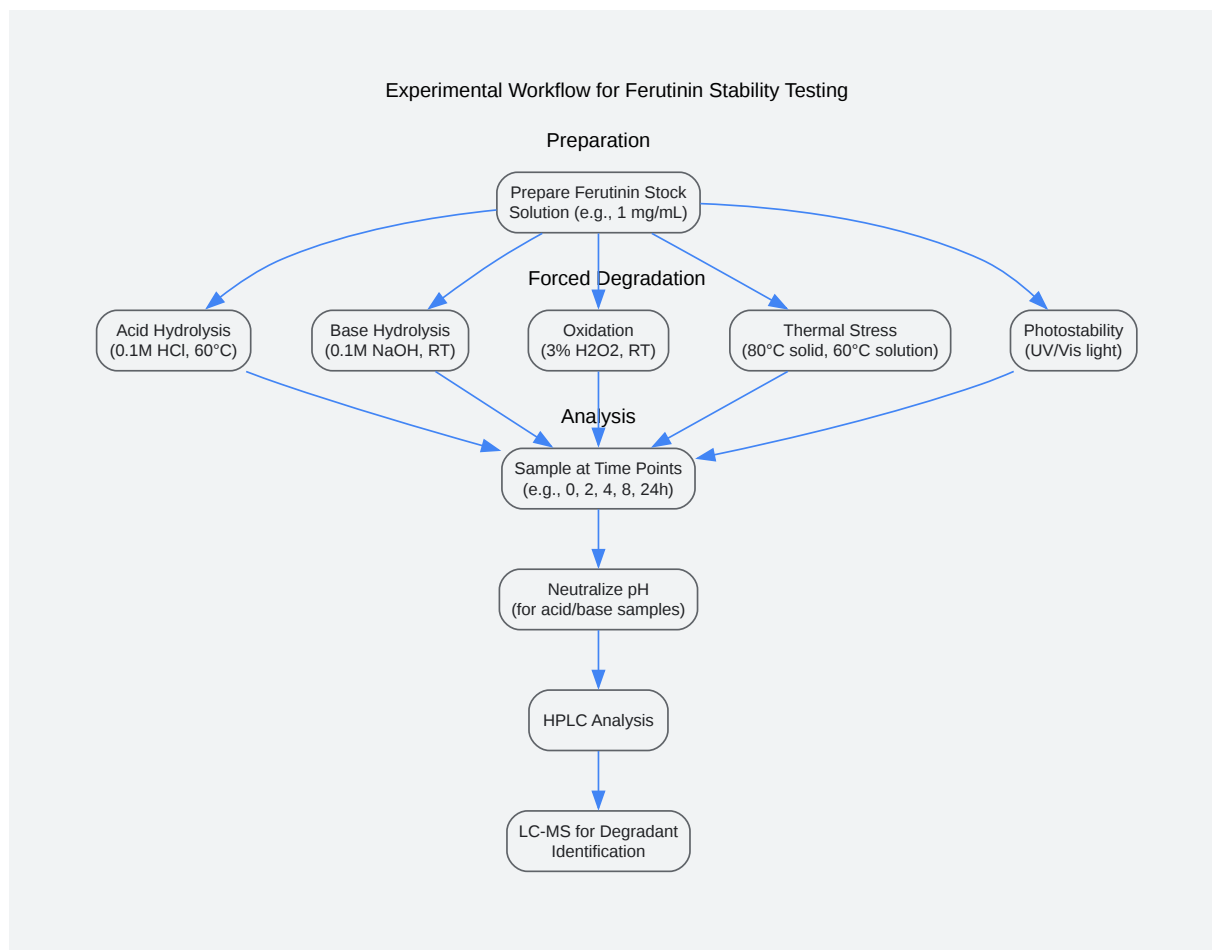 Experimental Workflow for Ferutinin Stability Testing
Preparation
Prepare Ferutinin Stock
Solution (e.g., 1 mg/mL)
Forced Degradation
Acid Hydrolysis
(0.1M HCl, 60°C)
Base Hydrolysis
(0.1M NaOH, RT)
Oxidation
(3% H2O2, RT)
Thermal Stress
(80°C solid, 60°C solution)
Photostability
(UV/Vis light)
Analysis
Sample at Time Points
(e.g., 0, 2, 4, 8, 24h)
Neutralize pH
(for acid/base samples)
HPLC Analysis
LC-MS for Degradant
Identification